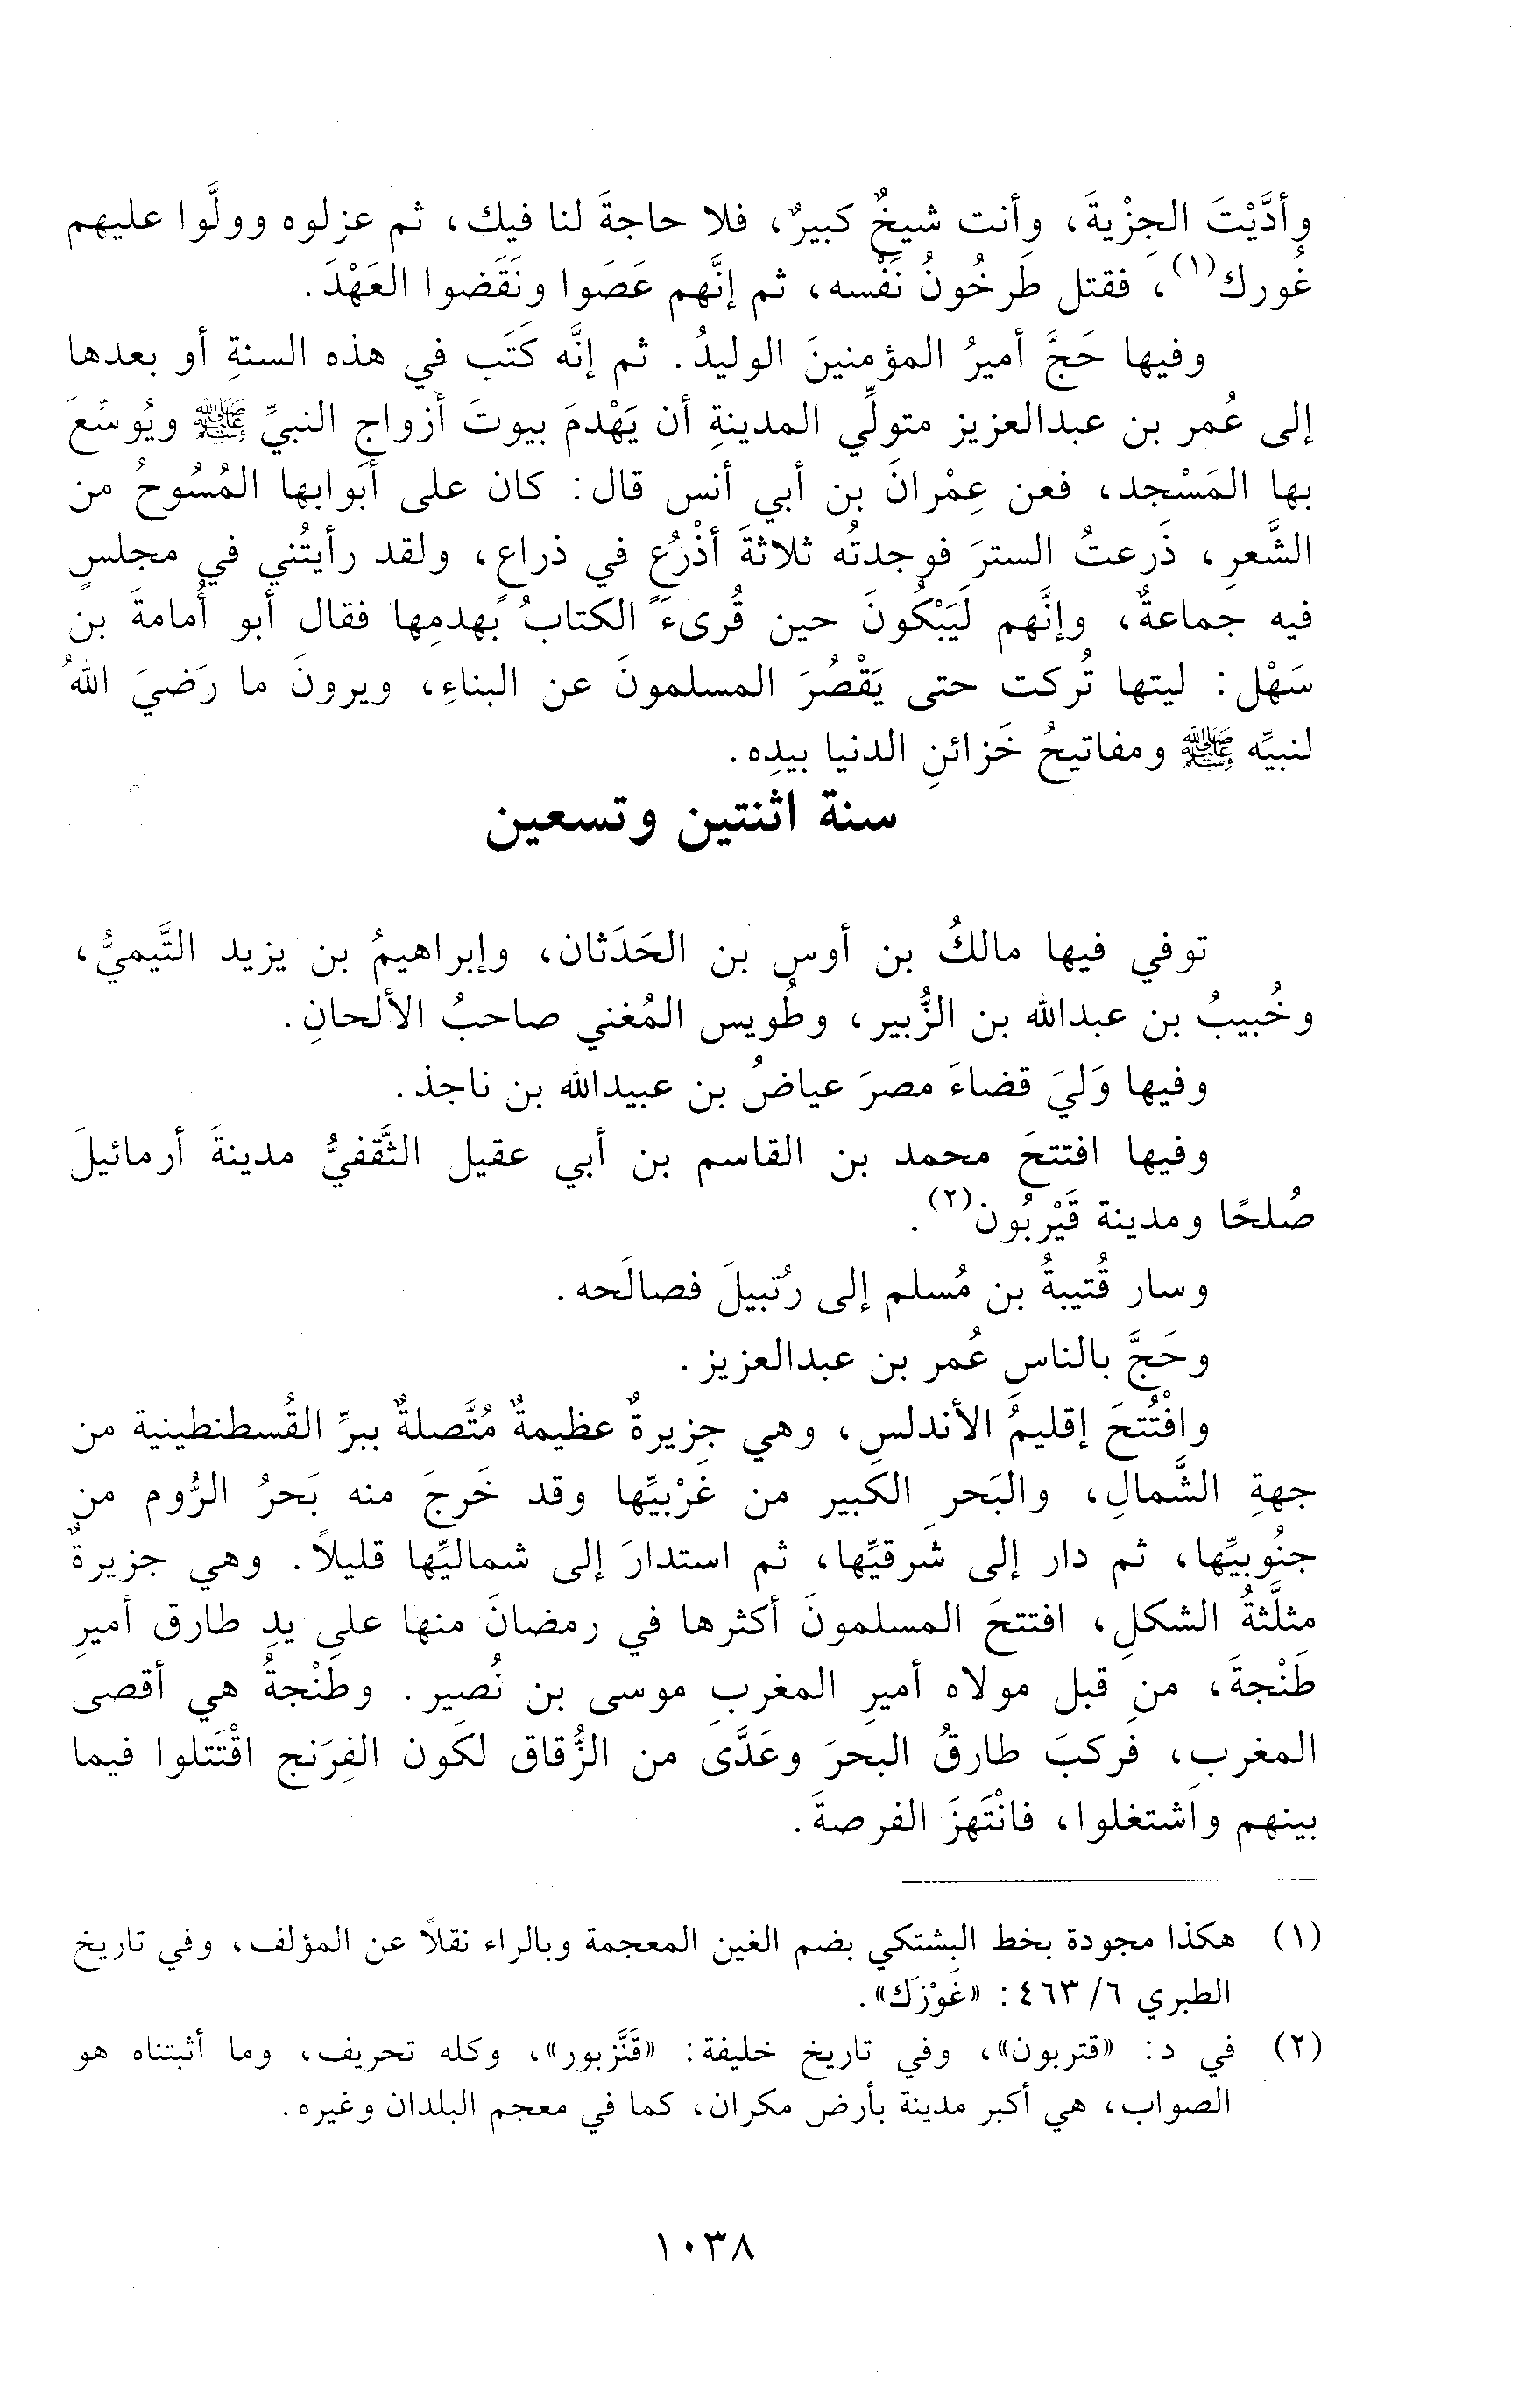 وأدَّيْتَ الجِزْيةَ، وأنت شيخٌ كبيرٌ، فلا حاجةَ لنا فيك، ثم عزلوه وولَّوا عليهم
غُورك(١)، فقتل طَرخُونُ نَفْسه، ثم إنَّهم عَصَوا ونَقَضوا العَهْدَ.
وفيها حَجَّ أميرُ المؤمنينَ الوليدُ. ثم إنَّه كَتَب في هذه السنةِ أو بعدها
إلى عُمر بن عبدالعزيز متولِّي المدينةِ أن يَهْدمَ بيوتَ أزواجِ النبيِّ ﷺ ويُوسِّعَ
بها المَسْجد، فعن عِمْرانَ بن أبي أنس قال: كان على أبوابها المُسُوحُ من
الشَّعرِ، ذَرعتُ السترَ فوجدتُه ثلاثةَ أذْرُعٍ في ذراعٍ، ولقد رأيتُني في مجلسٍ
فيه جماعةٌ، وإنَّهم لَيَبْكُونَ حين قُرىءَ الكتابُ بهدمِها فقال أبو أُمامةَ بن
سَهْل: ليتها تُركت حتى يَقْصُرَ المسلمونَ عن البناءِ، ويرونَ ما رَضيَ اللهُ
لنبيِّه ﷺ ومفاتيحُ خَزائنِ الدنيا بيدِه.
سنة اثنتين وتسعين
توفي فيها مالكُ بن أوس بن الحَدَثان، وإبراهيمُ بن يزيد التَّيميُّ،
وخُبيبُ بن عبدالله بن الزُّبير، وطُويس المُغني صاحبُ الألحانِ.
وفيها وَليَ قضاءَ مصرَ عياضُ بن عبيدالله بن ناجذ.
وفيها افتتحَ محمد بن القاسم بن أبي عقيل الثَّقفيُّ مدينةَ أرمائيلَ
صُلحًا ومدينة قَيْربُون(٢).
وسار قُتيبةُ بن مُسلم إلى رُتبيلَ فصالَحه.
وحَجَّ بالناسِ عُمر بن عبدالعزيز.
وافْتُتحَ إقليمُ الأندلسِ، وهي جزيرةٌ عظيمةٌ مُتَّصلةٌ ببرِّ القُسطنطينية من
جهةِ الشَّمالِ، والبَحر الكبير من غَرْبيِّها وقد خَرجَ منه بَحرُ الرُّوم من
جنُوبيِّها، ثم دار إلى شَرقيِّها، ثم استدارَ إلى شماليِّها قليلاً. وهي جزيرةٌ
مثلَّثةُ الشكلِ، افتتحَ المسلمونَ أكثرها في رمضانَ منها على يدِ طارق أميرِ
طَنْجةَ، من قبل مولاه أميرِ المغربِ موسى بن نُصير. وطَنْجةُ هي أقصى
المغربِ، فركبَ طارقُ البحرَ وعَدَّى من الزُّقاق لكَون الفِرَنج اقْتَتلوا فيما
بينهم واشتغلوا، فانْتَهزَ الفرصةَ.
(١) هكذا مجودة بخط البشتكي بضم الغين المعجمة وبالراء نقلاً عن المؤلف، وفي تاريخ
الطبري ٦/ ٤٦٣: «غَوْزَك».
(٢) في د: «قتربون»، وفي تاريخ خليفة: «قَنَّزبور»، وكله تحريف، وما أثبتناه هو
الصواب، هي أكبر مدينة بأرض مكران، كما في معجم البلدان وغيره.
١٠٣٨